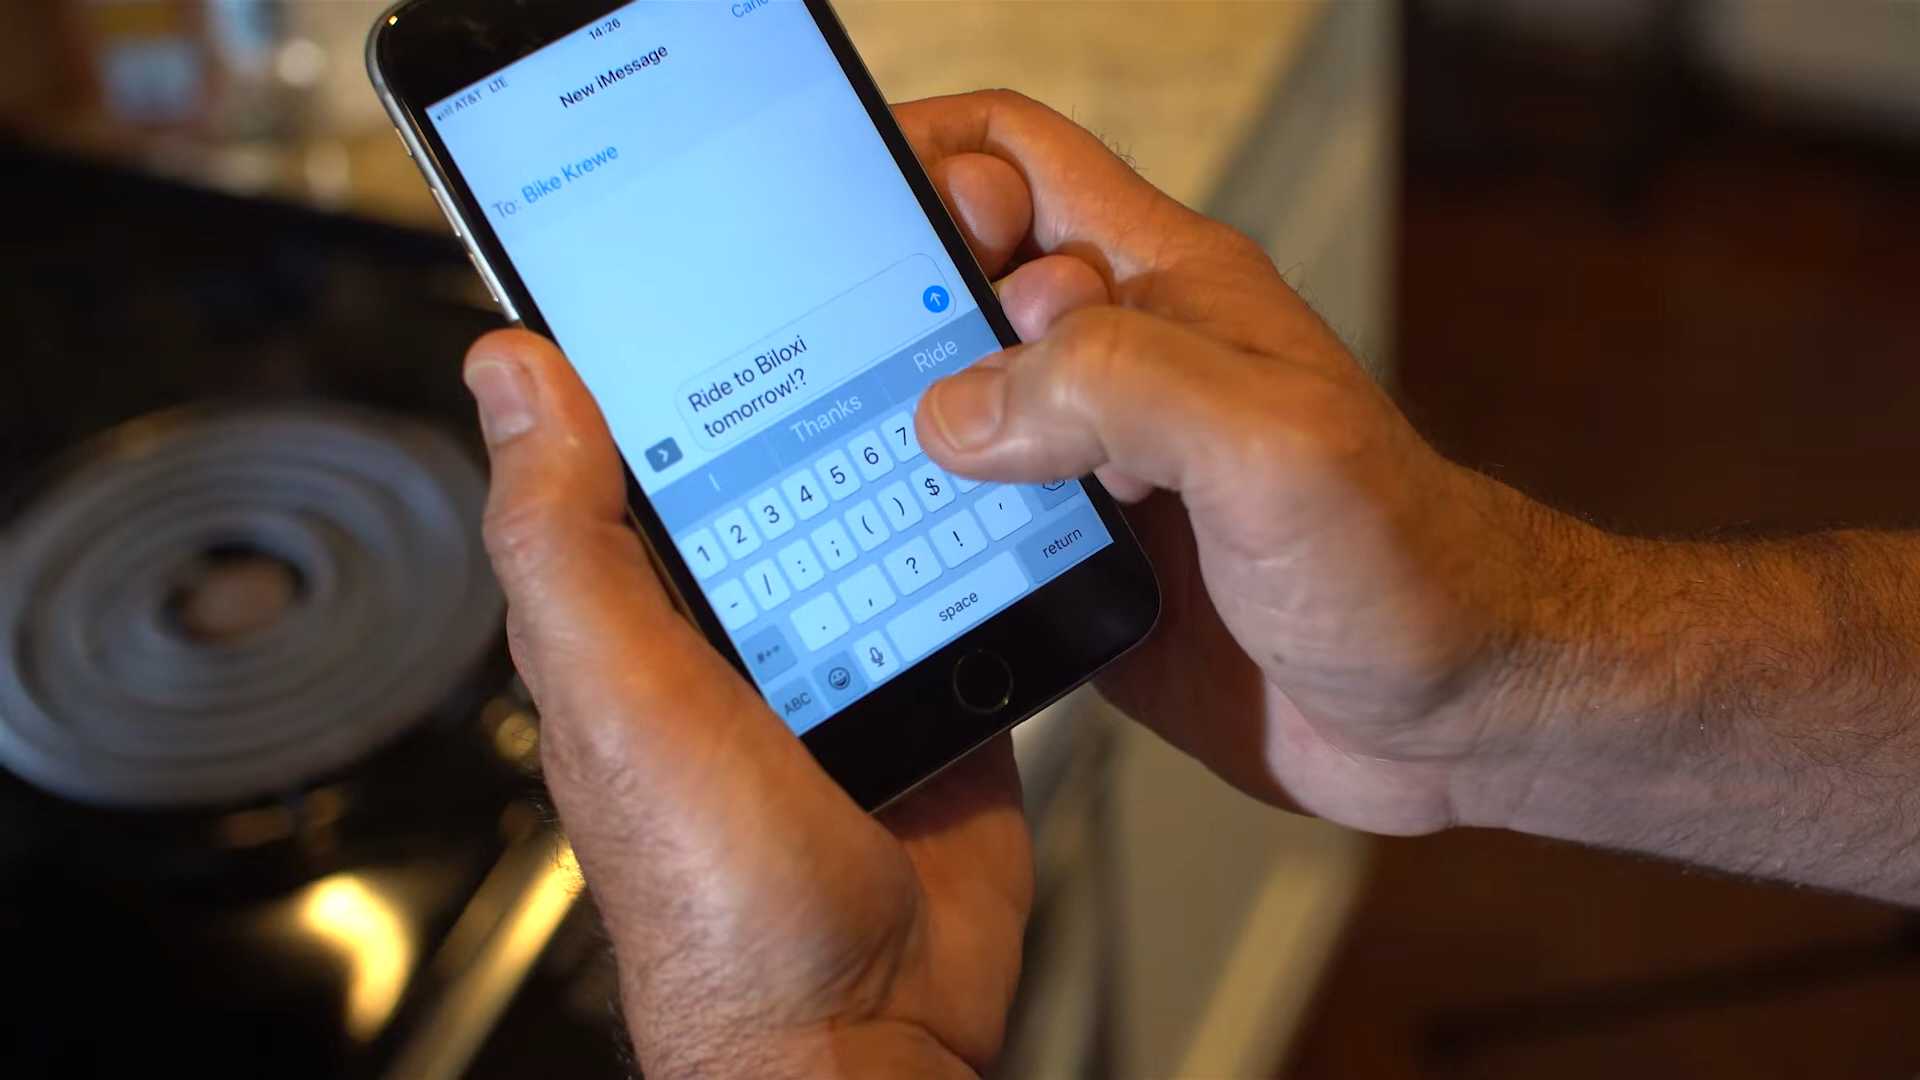 AT&T LTE 14:26
New iMessage
To: Bike Krewe
Ride to Biloxi
tomorrow!?
I Thanks Ride
1 2 3 4 5 6 7
- / : ; ( ) $
#+= . , ? ! '
ABC space return